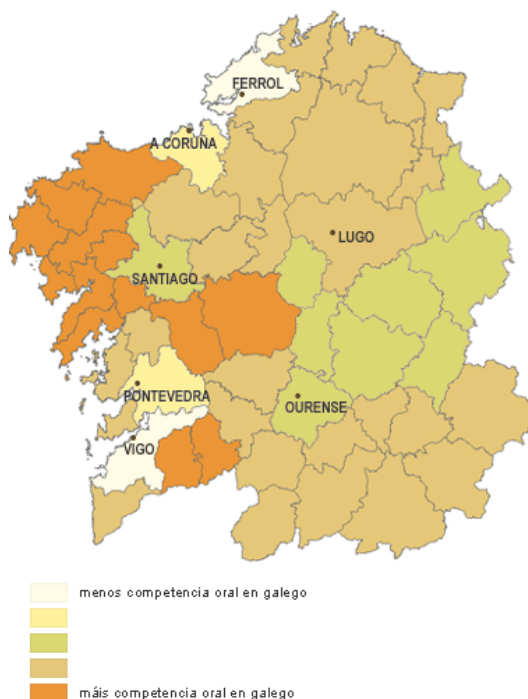 FERROL
A CORUÑA
LUGO
SANTIAGO
PONTEVEDRA
OURENSE
VIGO
menos competencia oral en galego
máis competencia oral en galego